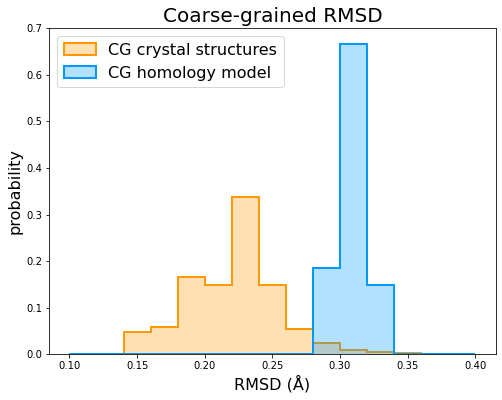 Coarse-grained RMSD
CG crystal structures
CG homology model
probability
0.7
0.6
0.5
0.4
0.3
0.2
0.1
0.0
0.10 0.15 0.20 0.25 0.30 0.35 0.40
RMSD (Å)